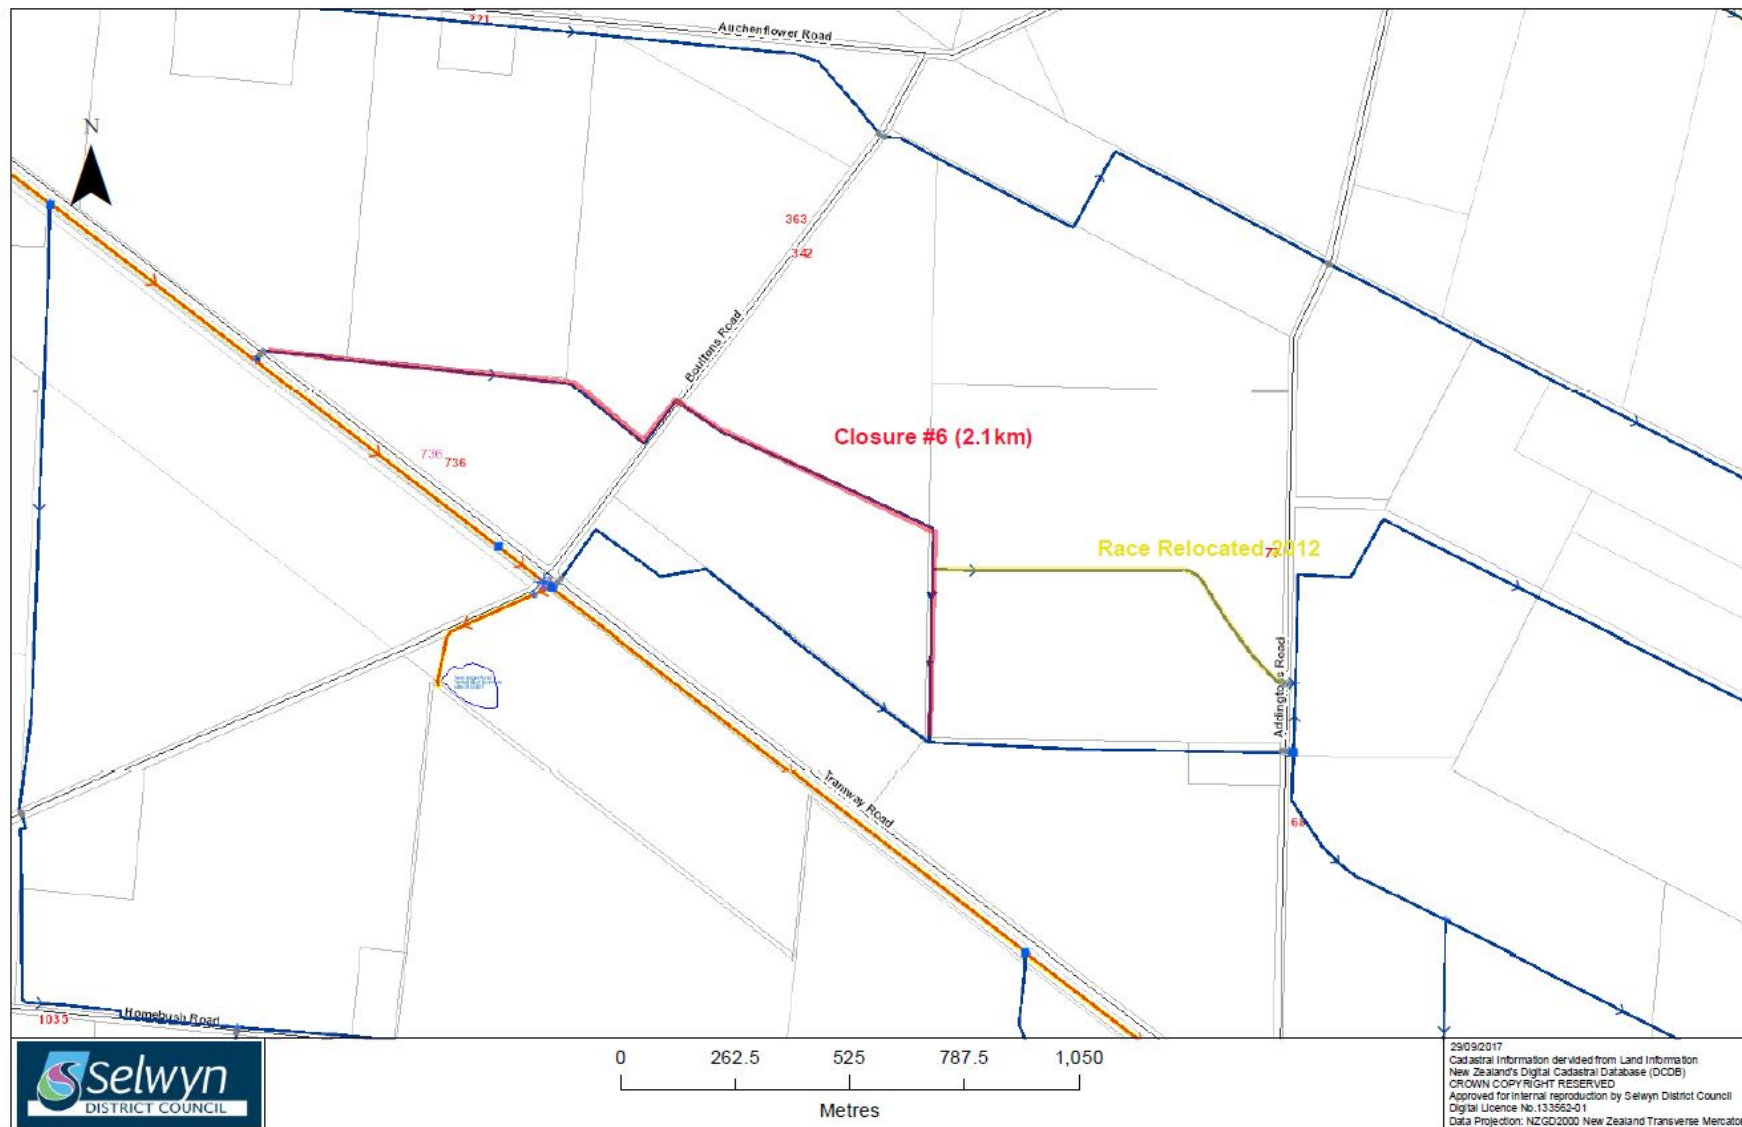 221
Auchenflower Road
N
363
342
Boultons Road
Closure #6 (2.1km)
736
736
Race Relocated 2012
77
Addingtons Road
Tramway Road
68
Homebush Road
1035
Selwyn
DISTRICT COUNCIL
0 262.5 525 787.5 1,050
Metres
29/09/2017
Cadastral Information dervided from Land Information
New Zealand's Digital Cadastral Database (DCDB)
CROWN COPYRIGHT RESERVED
Approved for internal reproduction by Selwyn District Council
Digital Licence No.133562-01
Data Projection: NZGD2000 New Zealand Transverse Mercator